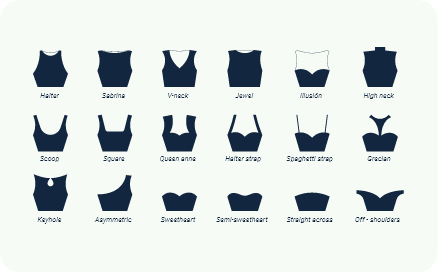 Halter
Sabrina
V-neck
Jewel
Illusión
High neck
Scoop
Square
Queen anne
Halter strap
Spaghetti strap
Grecian
Keyhole
Asymmetric
Sweetheart
Semi-sweetheart
Straight across
Off - shoulders